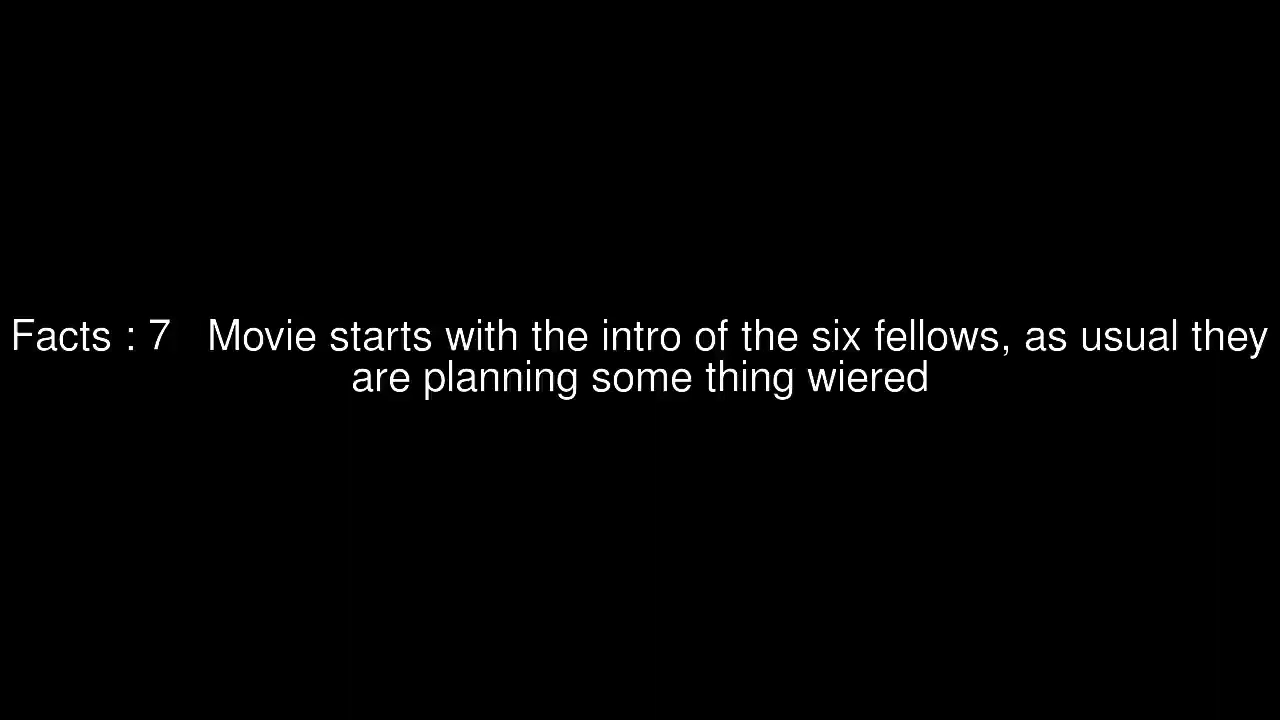 Facts : 7   Movie starts with the intro of the six fellows, as usual they
are planning some thing wiered